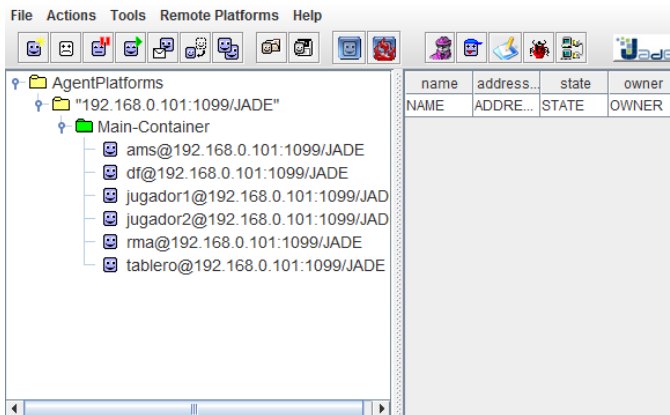 File Actions Tools Remote Platforms Help
Jade
AgentPlatforms
"192.168.0.101:1099/JADE"
Main-Container
ams@192.168.0.101:1099/JADE
df@192.168.0.101:1099/JADE
jugador1@192.168.0.101:1099/JAD
jugador2@192.168.0.101:1099/JAD
rma@192.168.0.101:1099/JADE
tablero@192.168.0.101:1099/JADE
name address... state owner
NAME ADDRE... STATE OWNER